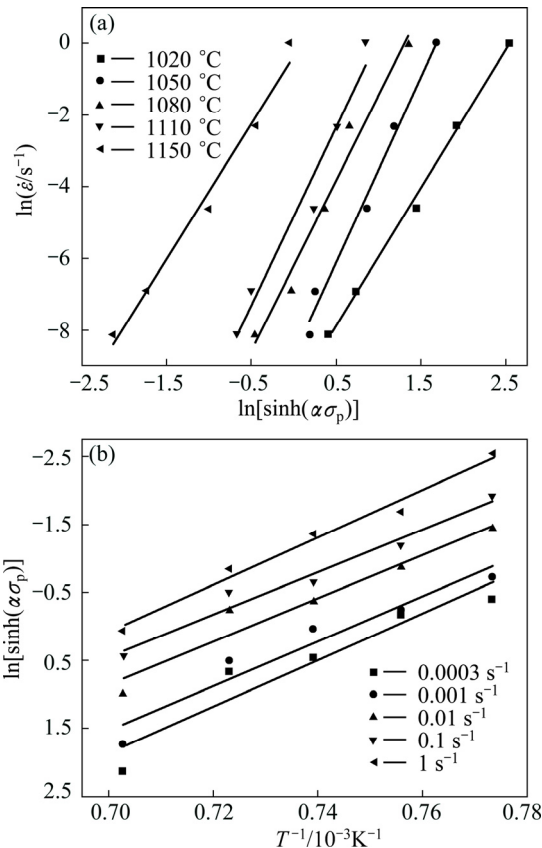 (a)
1020 °C
1050 °C
1080 °C
1110 °C
1150 °C
0
−2
−4
−6
−8
ln(ε̇/s⁻¹)
−2.5 −1.5 −0.5 0.5 1.5 2.5
ln[sinh(ασₚ)]
(b)
−2.5
−1.5
−0.5
0.5
1.5
2.5
ln[sinh(ασₚ)]
0.0003 s⁻¹
0.001 s⁻¹
0.01 s⁻¹
0.1 s⁻¹
1 s⁻¹
0.70 0.72 0.74 0.76 0.78
T⁻¹/10⁻³K⁻¹